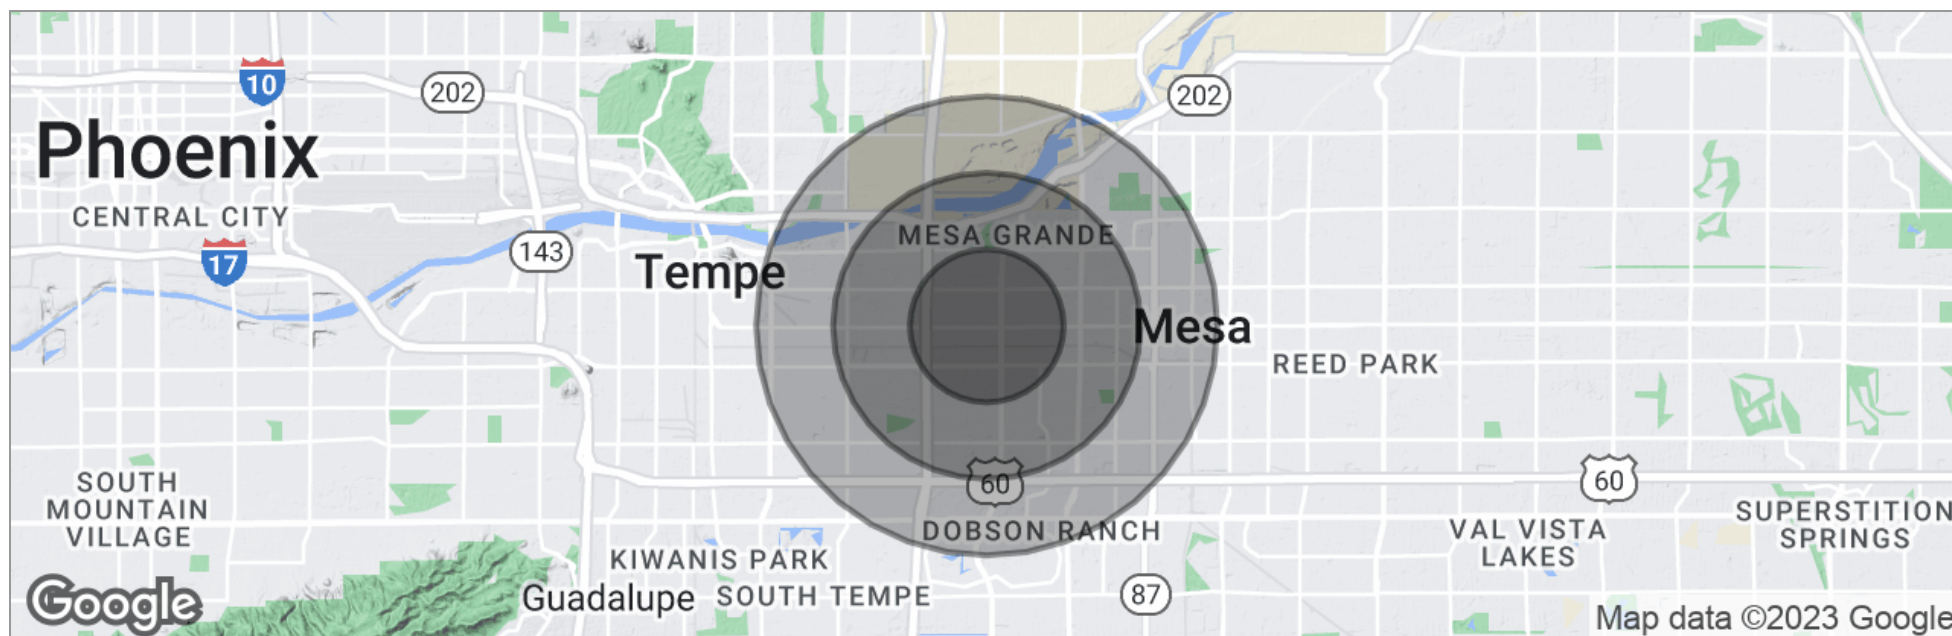 10
202
202
Phoenix
CENTRAL CITY
MESA GRANDE
143
17
Tempe
Mesa
REED PARK
60
60
SOUTH
MOUNTAIN
VILLAGE
DOBSON RANCH
VAL VISTA
LAKES
SUPERSTITION
SPRINGS
KIWANIS PARK
Guadalupe
SOUTH TEMPE
87
Google
Map data ©2023 Google